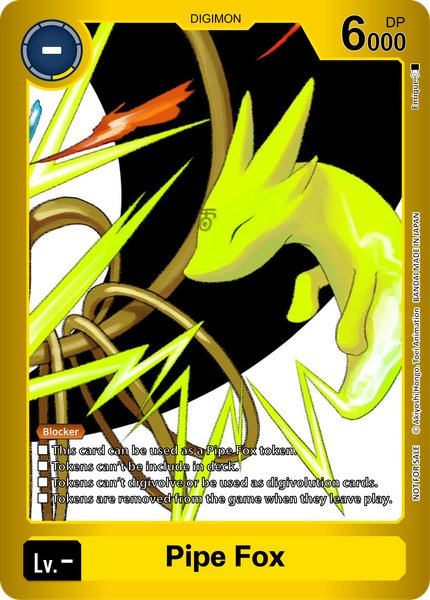 DIGIMON
-
DP
6000
Enrique
Blocker
□ This card can be used as a Pipe Fox token.
□ Tokens can't be include in deck.
□ Tokens can't digivolve or be used as digivolution cards.
□ Tokens are removed from the game when they leave play.
NOT FOR SALE © Akiyoshi Hongo, Toei Animation BANDAI MADE IN JAPAN
Lv.-
Pipe Fox